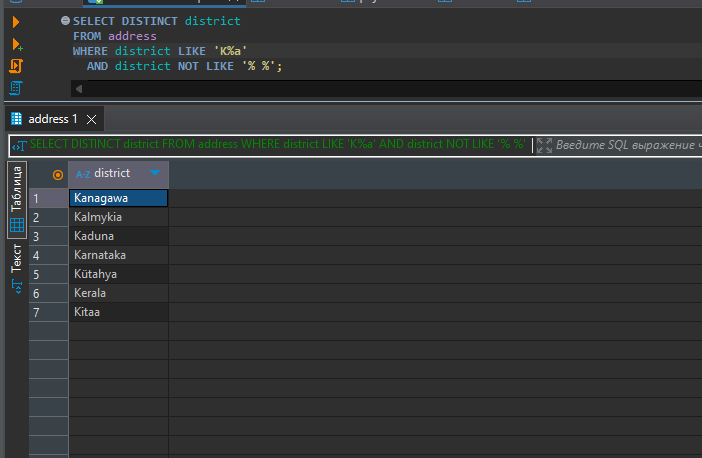 SELECT DISTINCT district
FROM address
WHERE district LIKE 'K%a'
AND district NOT LIKE '% %';
address 1
SELECT DISTINCT district FROM address WHERE district LIKE 'K%a' AND district NOT LIKE '% %'
Введите SQL выражение ч
Таблица
Текст
A-Z district
1 Kanagawa
2 Kalmykia
3 Kaduna
4 Karnataka
5 Kütahya
6 Kerala
7 Kitaa